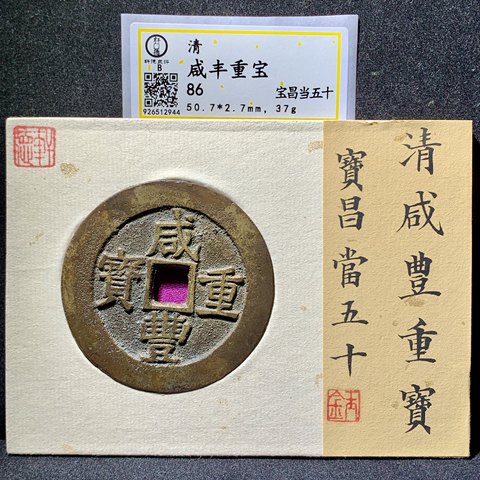 清
咸丰重宝
86
宝昌当五十
50.7*2.7mm, 37g
B
926512944
咸豐重寶
清咸豐重寶
寶昌當五十